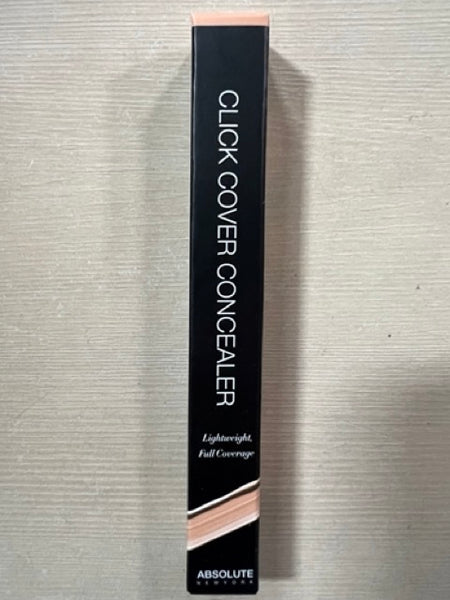 CLICK COVER CONCEALER
Lightweight,
Full Coverage
ABSOLUTE
NEW YORK